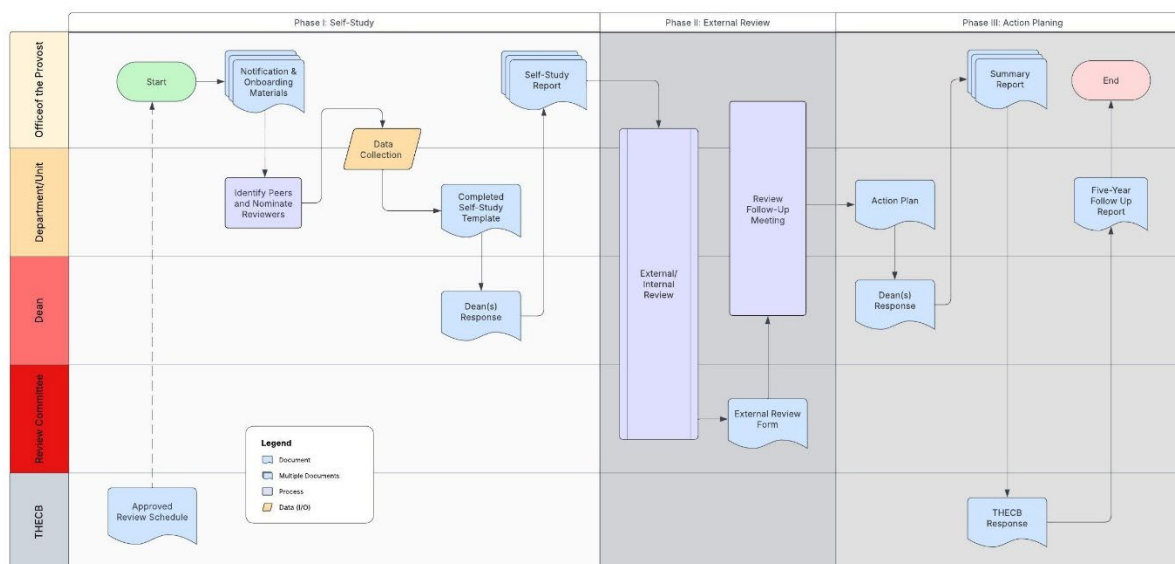 Phase I: Self-Study
Phase II: External Review
Phase III: Action Planing
Officeof the Provost
Start
Notification &
Onboarding
Materials
Self-Study
Report
Summary
Report
End
Department/Unit
Data
Collection
Identify Peers
and Nominate
Reviewers
Completed
Self-Study
Template
Review
Follow-Up
Meeting
Action Plan
Five-Year
Follow Up
Report
Dean
Dean(s)
Response
External/
Internal
Review
Dean(s)
Response
Review Committee
External Review
Form
Legend
Document
Multiple Documents
Process
Data (I/O)
THECB
Approved
Review Schedule
THECB
Response